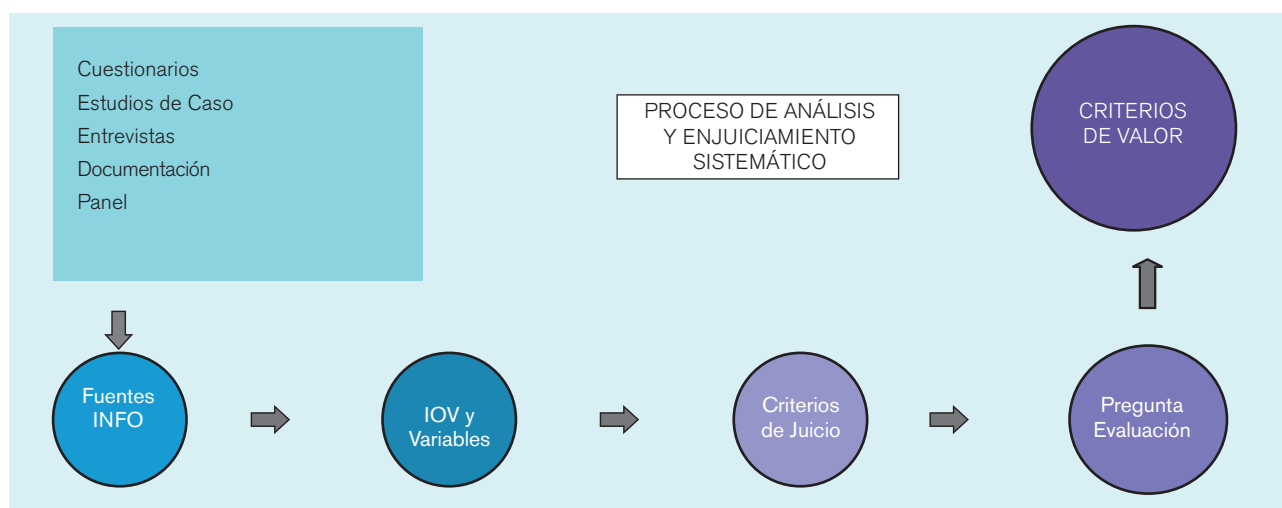 Cuestionarios
Estudios de Caso
Entrevistas
Documentación
Panel
PROCESO DE ANÁLISIS
Y ENJUICIAMIENTO
SISTEMÁTICO
CRITERIOS
DE VALOR
Fuentes
INFO
IOV y
Variables
Criterios
de Juicio
Pregunta
Evaluación